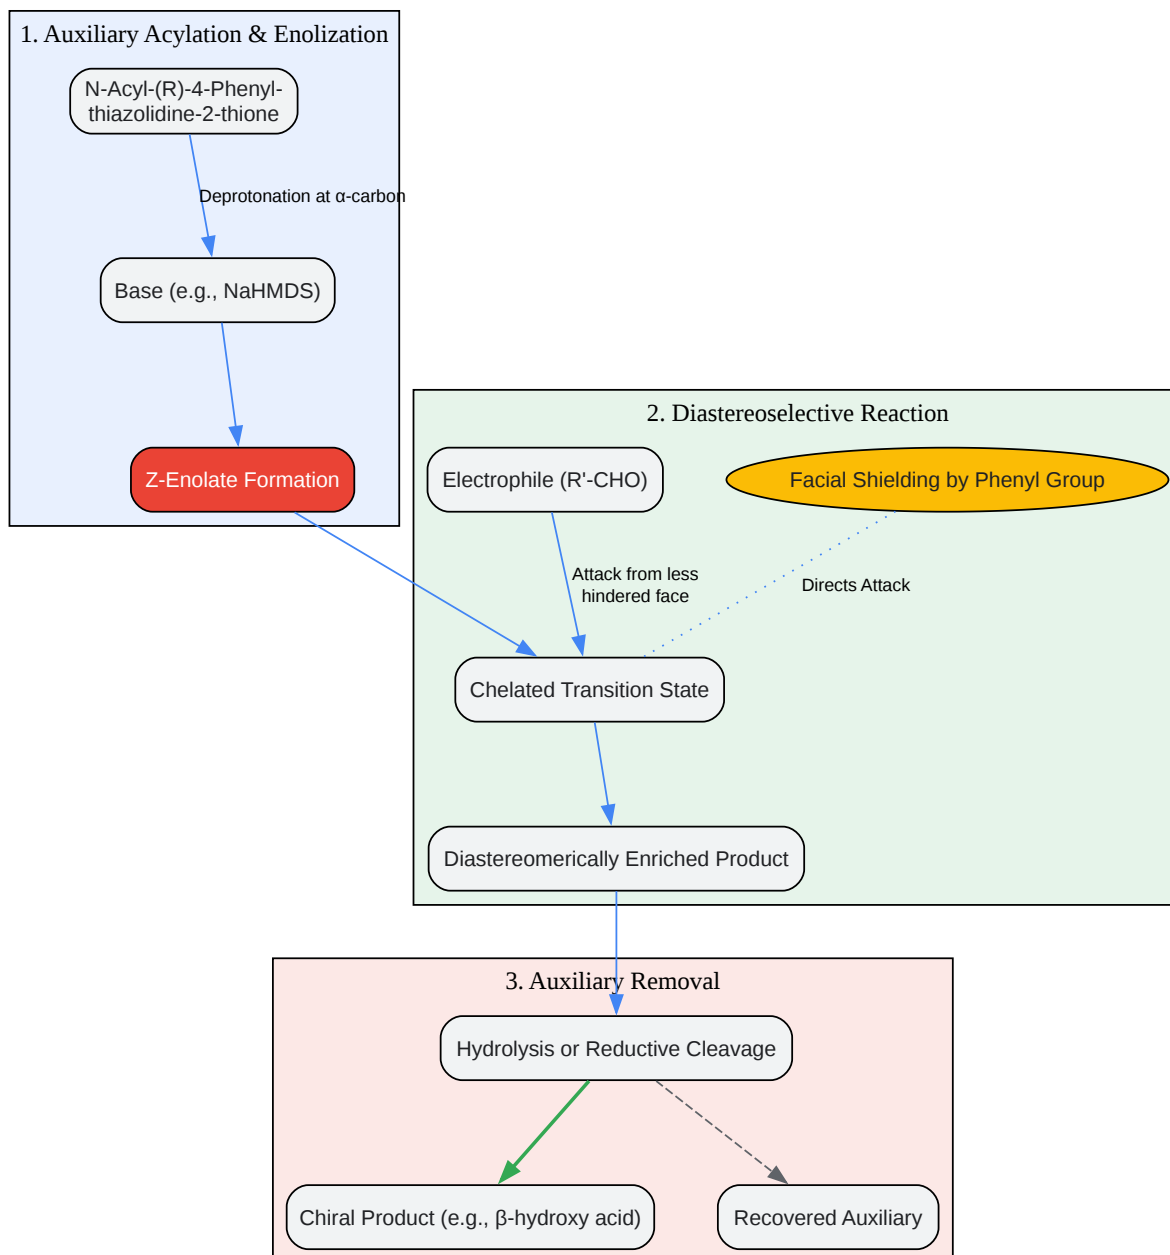 1. Auxiliary Acylation & Enolization
N-Acyl-(R)-4-Phenyl-
thiazolidine-2-thione
Deprotonation at α-carbon
Base (e.g., NaHMDS)
Z-Enolate Formation
2. Diastereoselective Reaction
Electrophile (R'-CHO)
Facial Shielding by Phenyl Group
Attack from less
hindered face
Directs Attack
Chelated Transition State
Diastereomerically Enriched Product
3. Auxiliary Removal
Hydrolysis or Reductive Cleavage
Chiral Product (e.g., β-hydroxy acid)
Recovered Auxiliary